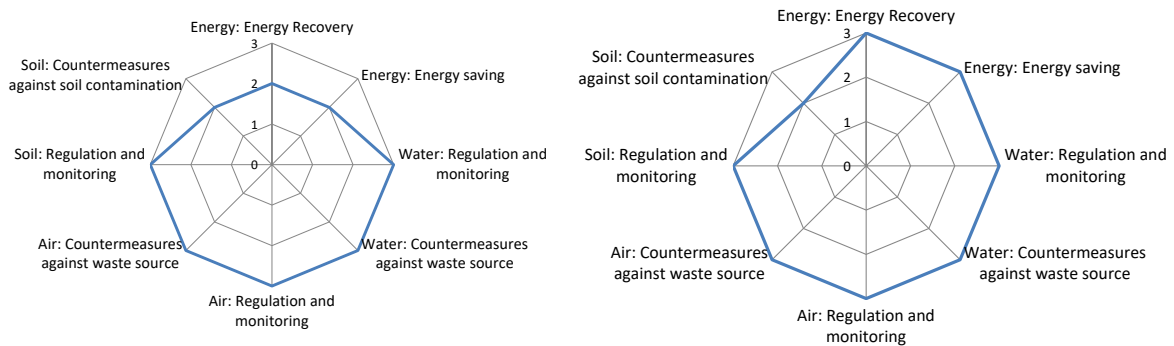 Energy: Energy Recovery
3
2
1
0
Energy: Energy saving
Water: Regulation and
monitoring
Water: Countermeasures
against waste source
Air: Regulation and
monitoring
Air: Countermeasures
against waste source
Soil: Regulation and
monitoring
Soil: Countermeasures
against soil contamination
Energy: Energy Recovery
3
2
1
0
Energy: Energy saving
Water: Regulation and
monitoring
Water: Countermeasures
against waste source
Air: Regulation and
monitoring
Air: Countermeasures
against waste source
Soil: Regulation and
monitoring
Soil: Countermeasures
against soil contamination